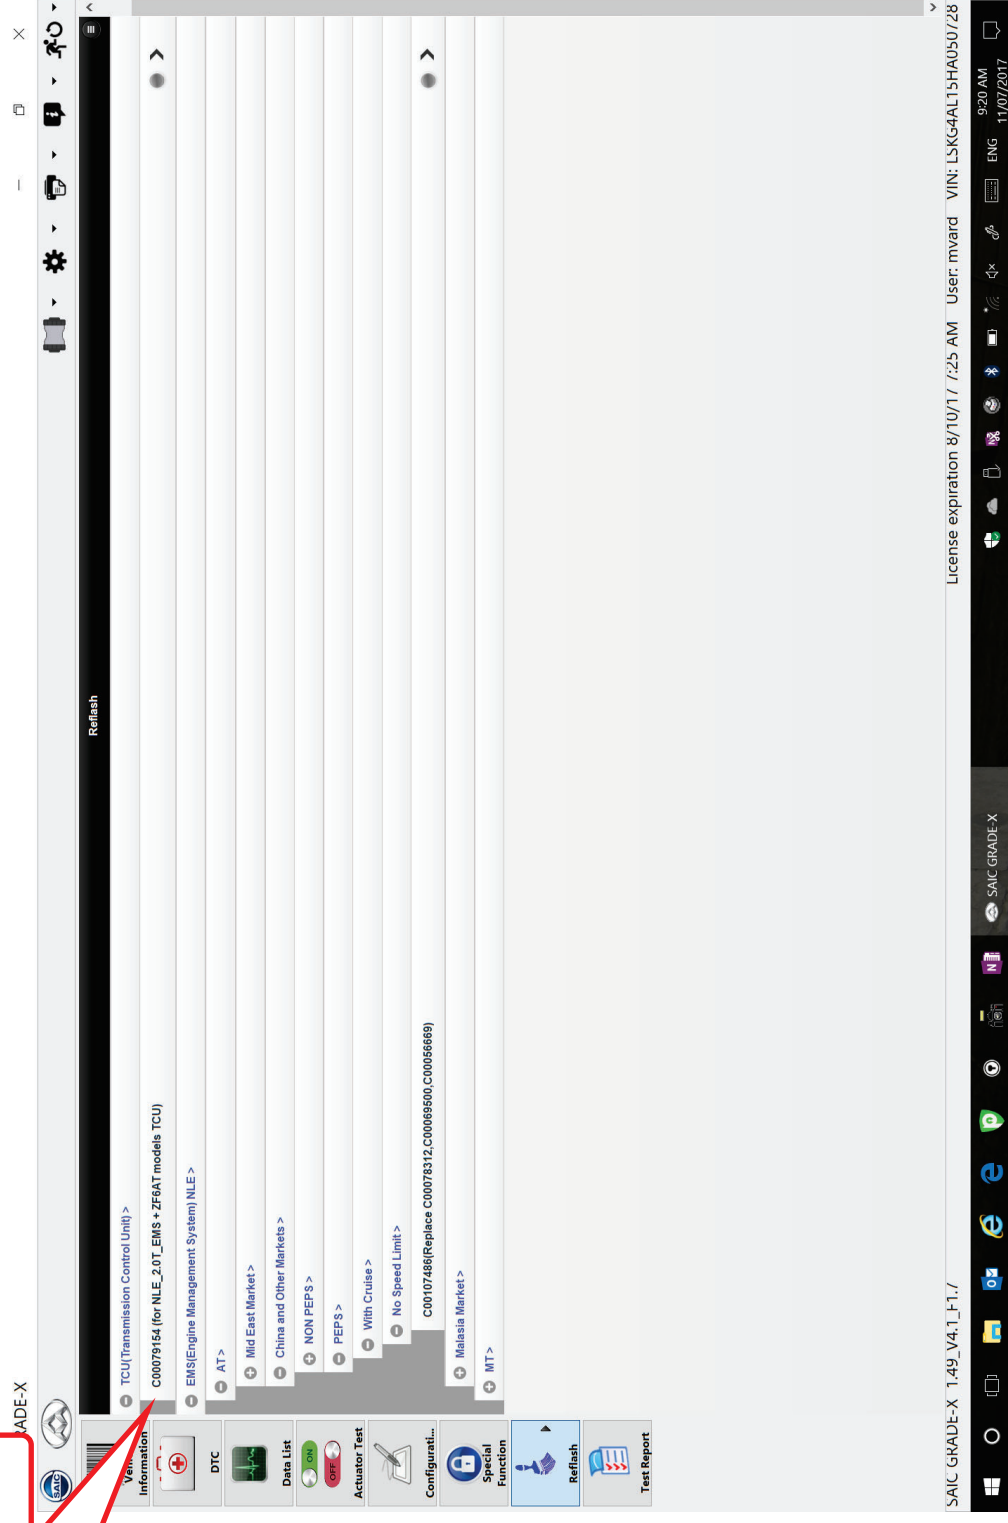 RADE-X
SAIC
Reflash
Information
DTC
Data List
ON
OFF
Actuator Test
Configurati...
Special
Function
Reflash
Test Report
TCU(Transmission Control Unit) >
C00079154 (for NLE_2.0T_EMS + ZF6AT models TCU)
EMS(Engine Management System) NLE >
AT >
Mid East Market >
China and Other Markets >
NON PEPS >
PEPS >
With Cruise >
No Speed Limit >
C00107486(Replace C00078312,C00069500,C00056669)
Malasia Market >
MT >
SAIC GRADE-X 1.49_V4.1_F1.7
License expiration 8/10/17 7:25 AM
User: mvard
VIN: LSKG4AL15HA050728
SAIC GRADE-X
ENG
9:20 AM
11/07/2017